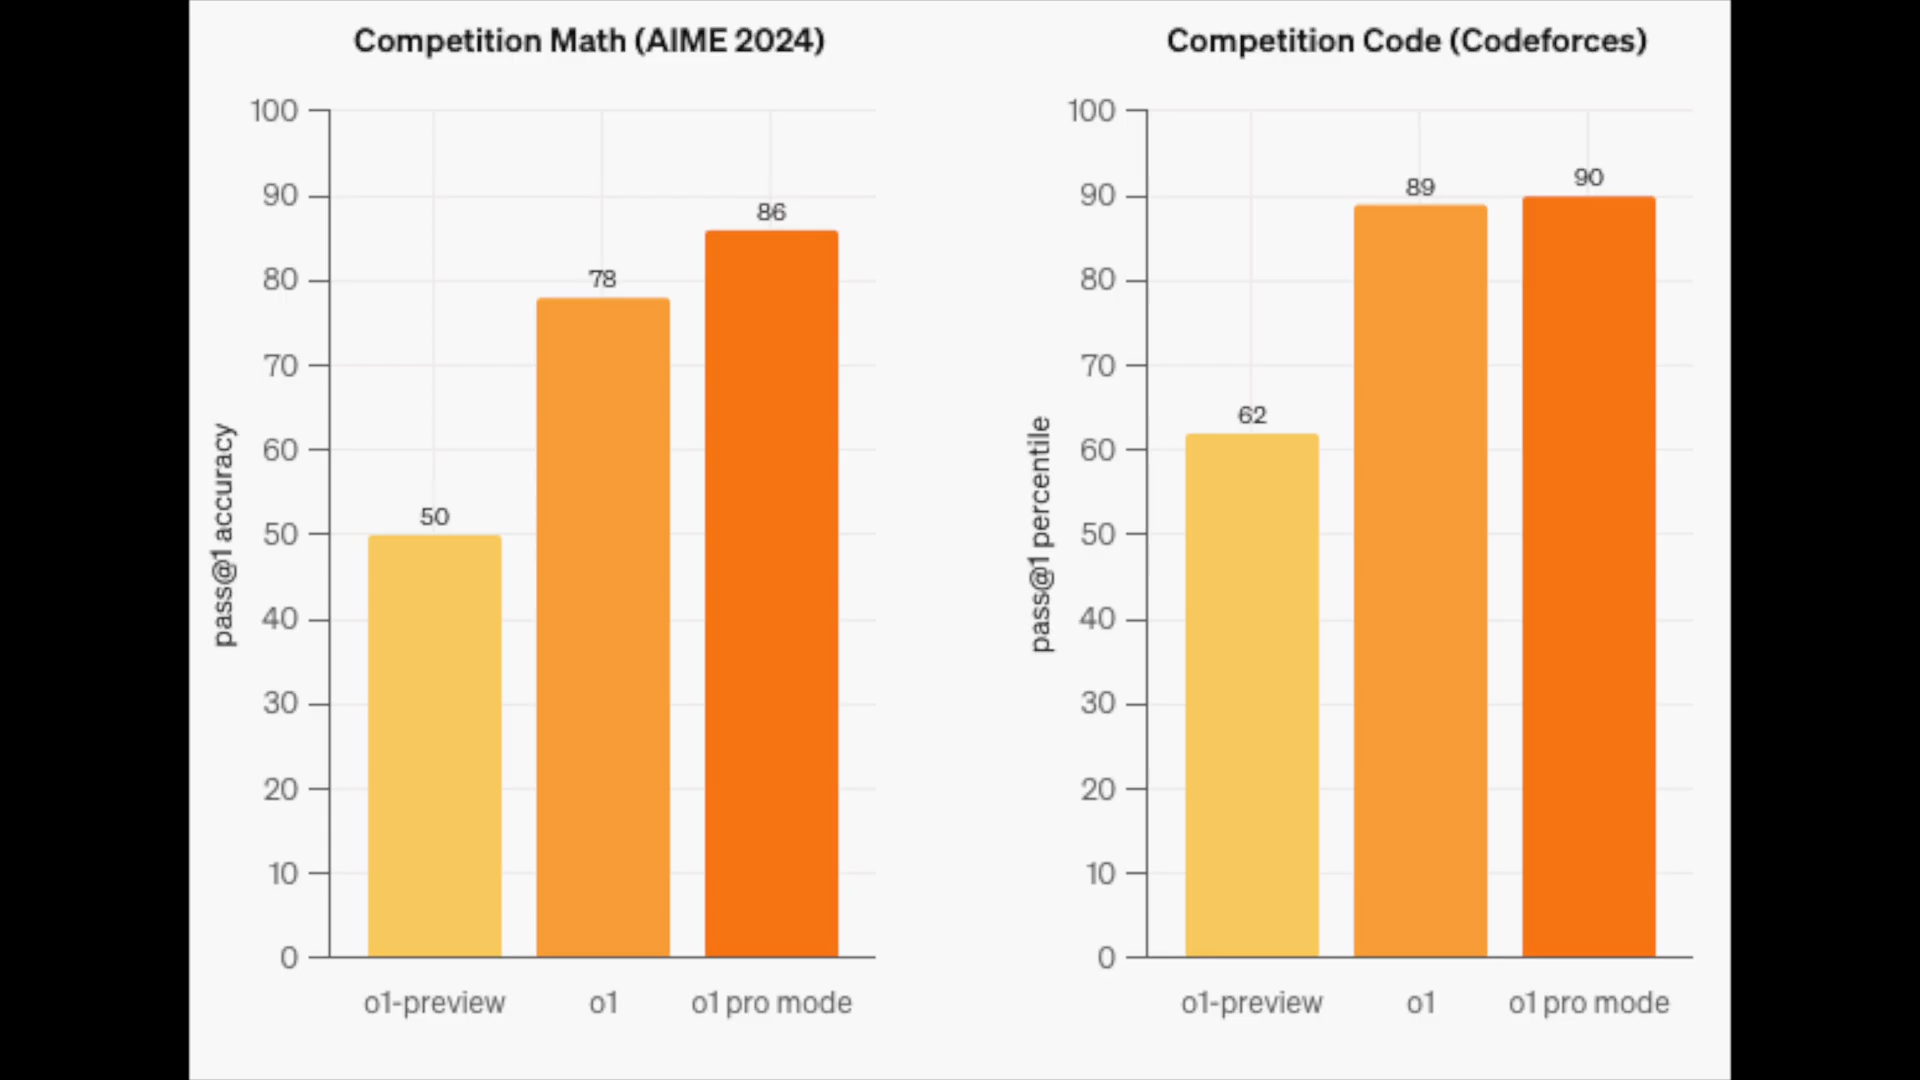 Competition Math (AIME 2024)
pass@1 accuracy
100
90
80
70
60
50
40
30
20
10
0
50
78
86
o1-preview
o1
o1 pro mode
Competition Code (Codeforces)
pass@1 percentile
100
90
80
70
60
50
40
30
20
10
0
62
89
90
o1-preview
o1
o1 pro mode